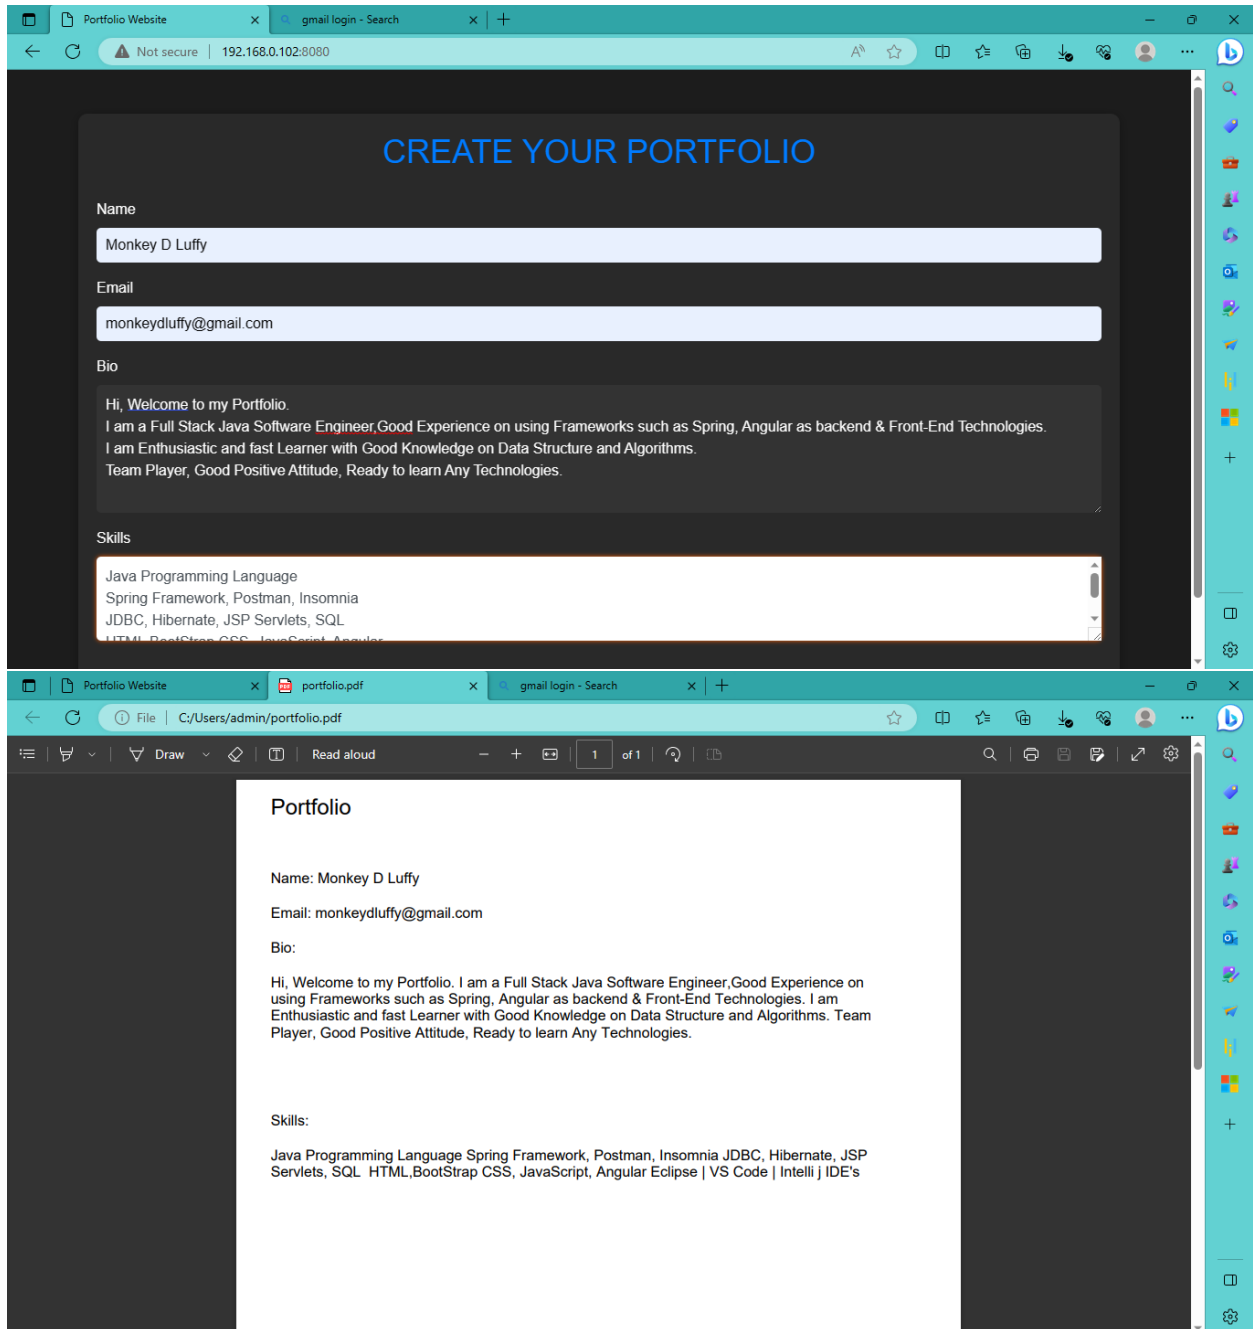 Portfolio Website
gmail login - Search
Not secure
192.168.0.102:8080
CREATE YOUR PORTFOLIO
Name
Monkey D Luffy
Email
monkeydluffy@gmail.com
Bio
Hi, Welcome to my Portfolio.
I am a Full Stack Java Software Engineer,Good Experience on using Frameworks such as Spring, Angular as backend & Front-End Technologies.
I am Enthusiastic and fast Learner with Good Knowledge on Data Structure and Algorithms.
Team Player, Good Positive Attitude, Ready to learn Any Technologies.
Skills
Java Programming Language
Spring Framework, Postman, Insomnia
JDBC, Hibernate, JSP Servlets, SQL
HTML,BootStrap CSS, JavaScript, Angular
Portfolio Website
portfolio.pdf
gmail login - Search
File
C:/Users/admin/portfolio.pdf
Draw
Read aloud
1 of 1
Portfolio
Name: Monkey D Luffy
Email: monkeydluffy@gmail.com
Bio:
Hi, Welcome to my Portfolio. I am a Full Stack Java Software Engineer,Good Experience on
using Frameworks such as Spring, Angular as backend & Front-End Technologies. I am
Enthusiastic and fast Learner with Good Knowledge on Data Structure and Algorithms. Team
Player, Good Positive Attitude, Ready to learn Any Technologies.
Skills:
Java Programming Language Spring Framework, Postman, Insomnia JDBC, Hibernate, JSP
Servlets, SQL  HTML,BootStrap CSS, JavaScript, Angular Eclipse | VS Code | Intelli j IDE's